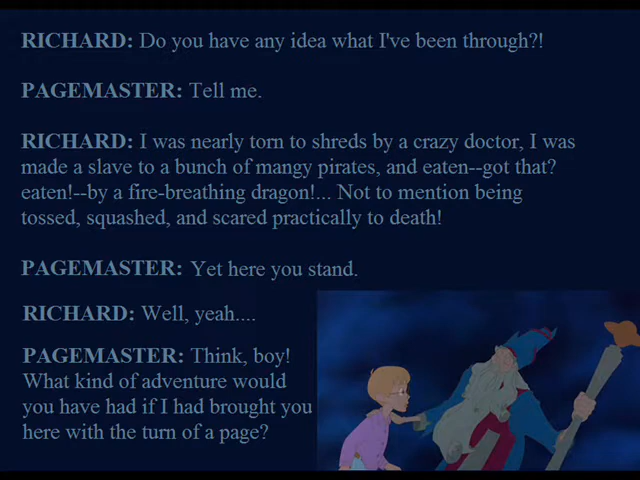 RICHARD: Do you have any idea what I've been through?!
PAGEMASTER: Tell me.
RICHARD: I was nearly torn to shreds by a crazy doctor, I was
made a slave to a bunch of mangy pirates, and eaten--got that?
eaten!--by a fire-breathing dragon!... Not to mention being
tossed, squashed, and scared practically to death!
PAGEMASTER: Yet here you stand.
RICHARD: Well, yeah....
PAGEMASTER: Think, boy!
What kind of adventure would
you have had if I had brought you
here with the turn of a page?